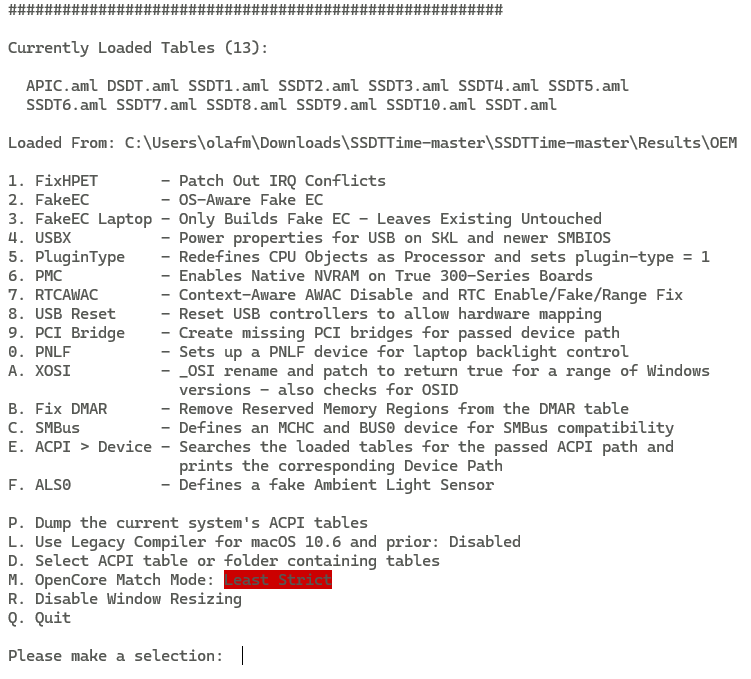 #######################################################
Currently Loaded Tables (13):
APIC.aml DSDT.aml SSDT1.aml SSDT2.aml SSDT3.aml SSDT4.aml SSDT5.aml
SSDT6.aml SSDT7.aml SSDT8.aml SSDT9.aml SSDT10.aml SSDT.aml
Loaded From: C:\Users\olafm\Downloads\SSDTTime-master\SSDTTime-master\Results\OEM
1. FixHPET       - Patch Out IRQ Conflicts
2. FakeEC        - OS-Aware Fake EC
3. FakeEC Laptop - Only Builds Fake EC - Leaves Existing Untouched
4. USBX          - Power properties for USB on SKL and newer SMBIOS
5. PluginType    - Redefines CPU Objects as Processor and sets plugin-type = 1
6. PMC           - Enables Native NVRAM on True 300-Series Boards
7. RTCAWAC       - Context-Aware AWAC Disable and RTC Enable/Fake/Range Fix
8. USB Reset     - Reset USB controllers to allow hardware mapping
9. PCI Bridge    - Create missing PCI bridges for passed device path
0. PNLF          - Sets up a PNLF device for laptop backlight control
A. XOSI          - _OSI rename and patch to return true for a range of Windows
versions - also checks for OSID
B. Fix DMAR      - Remove Reserved Memory Regions from the DMAR table
C. SMBus         - Defines an MCHC and BUS0 device for SMBus compatibility
E. ACPI > Device - Searches the loaded tables for the passed ACPI path and
prints the corresponding Device Path
F. ALS0          - Defines a fake Ambient Light Sensor
P. Dump the current system's ACPI tables
L. Use Legacy Compiler for macOS 10.6 and prior: Disabled
D. Select ACPI table or folder containing tables
M. OpenCore Match Mode: Least Strict
R. Disable Window Resizing
Q. Quit
Please make a selection: